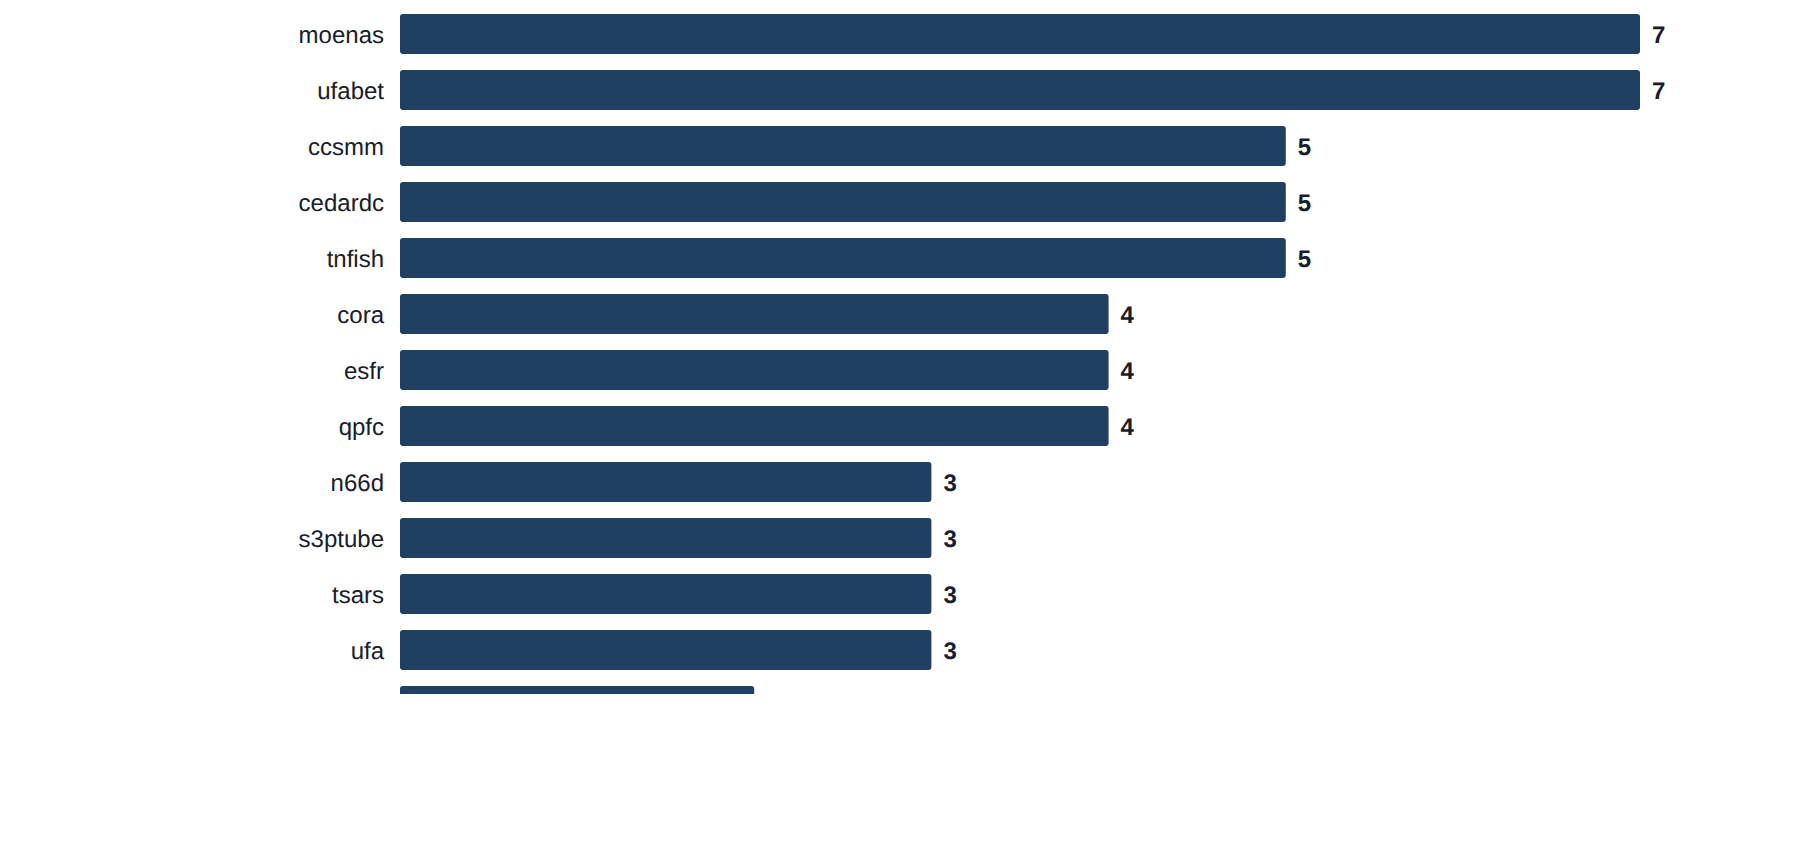 moenas 7
ufabet 7
ccsmm 5
cedardc 5
tnfish 5
cora 4
esfr 4
qpfc 4
n66d 3
s3ptube 3
tsars 3
ufa 3